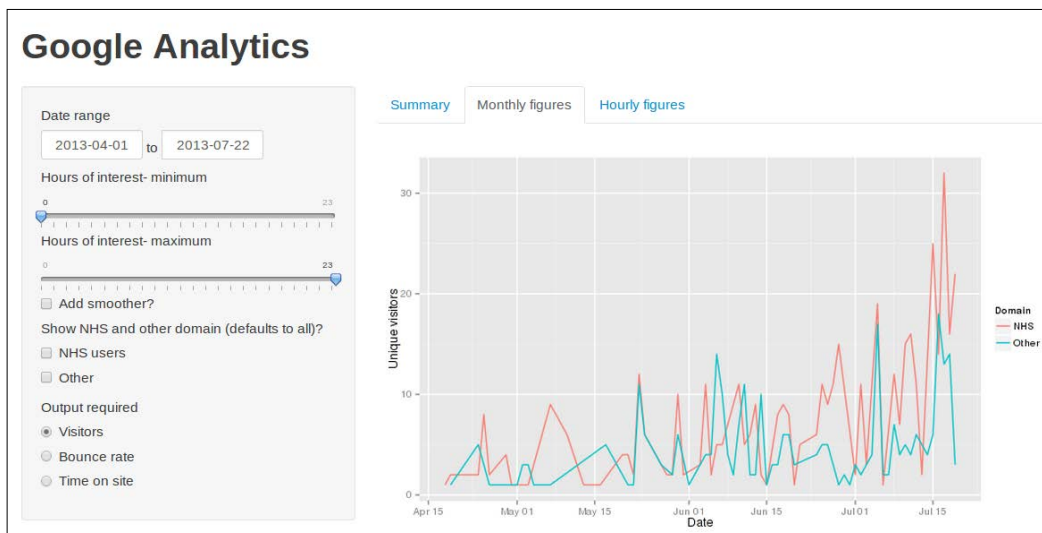 Google Analytics
Date range
2013-04-01 to 2013-07-22
Hours of interest- minimum
0 23
Hours of interest- maximum
0 23
Add smoother?
Show NHS and other domain (defaults to all)?
NHS users
Other
Output required
Visitors
Bounce rate
Time on site
Summary Monthly figures Hourly figures
Unique visitors
30
20
10
0
Apr 15 May 01 May 15 Jun 01 Jun 15 Jul 01 Jul 15
Date
Domain
NHS
Other